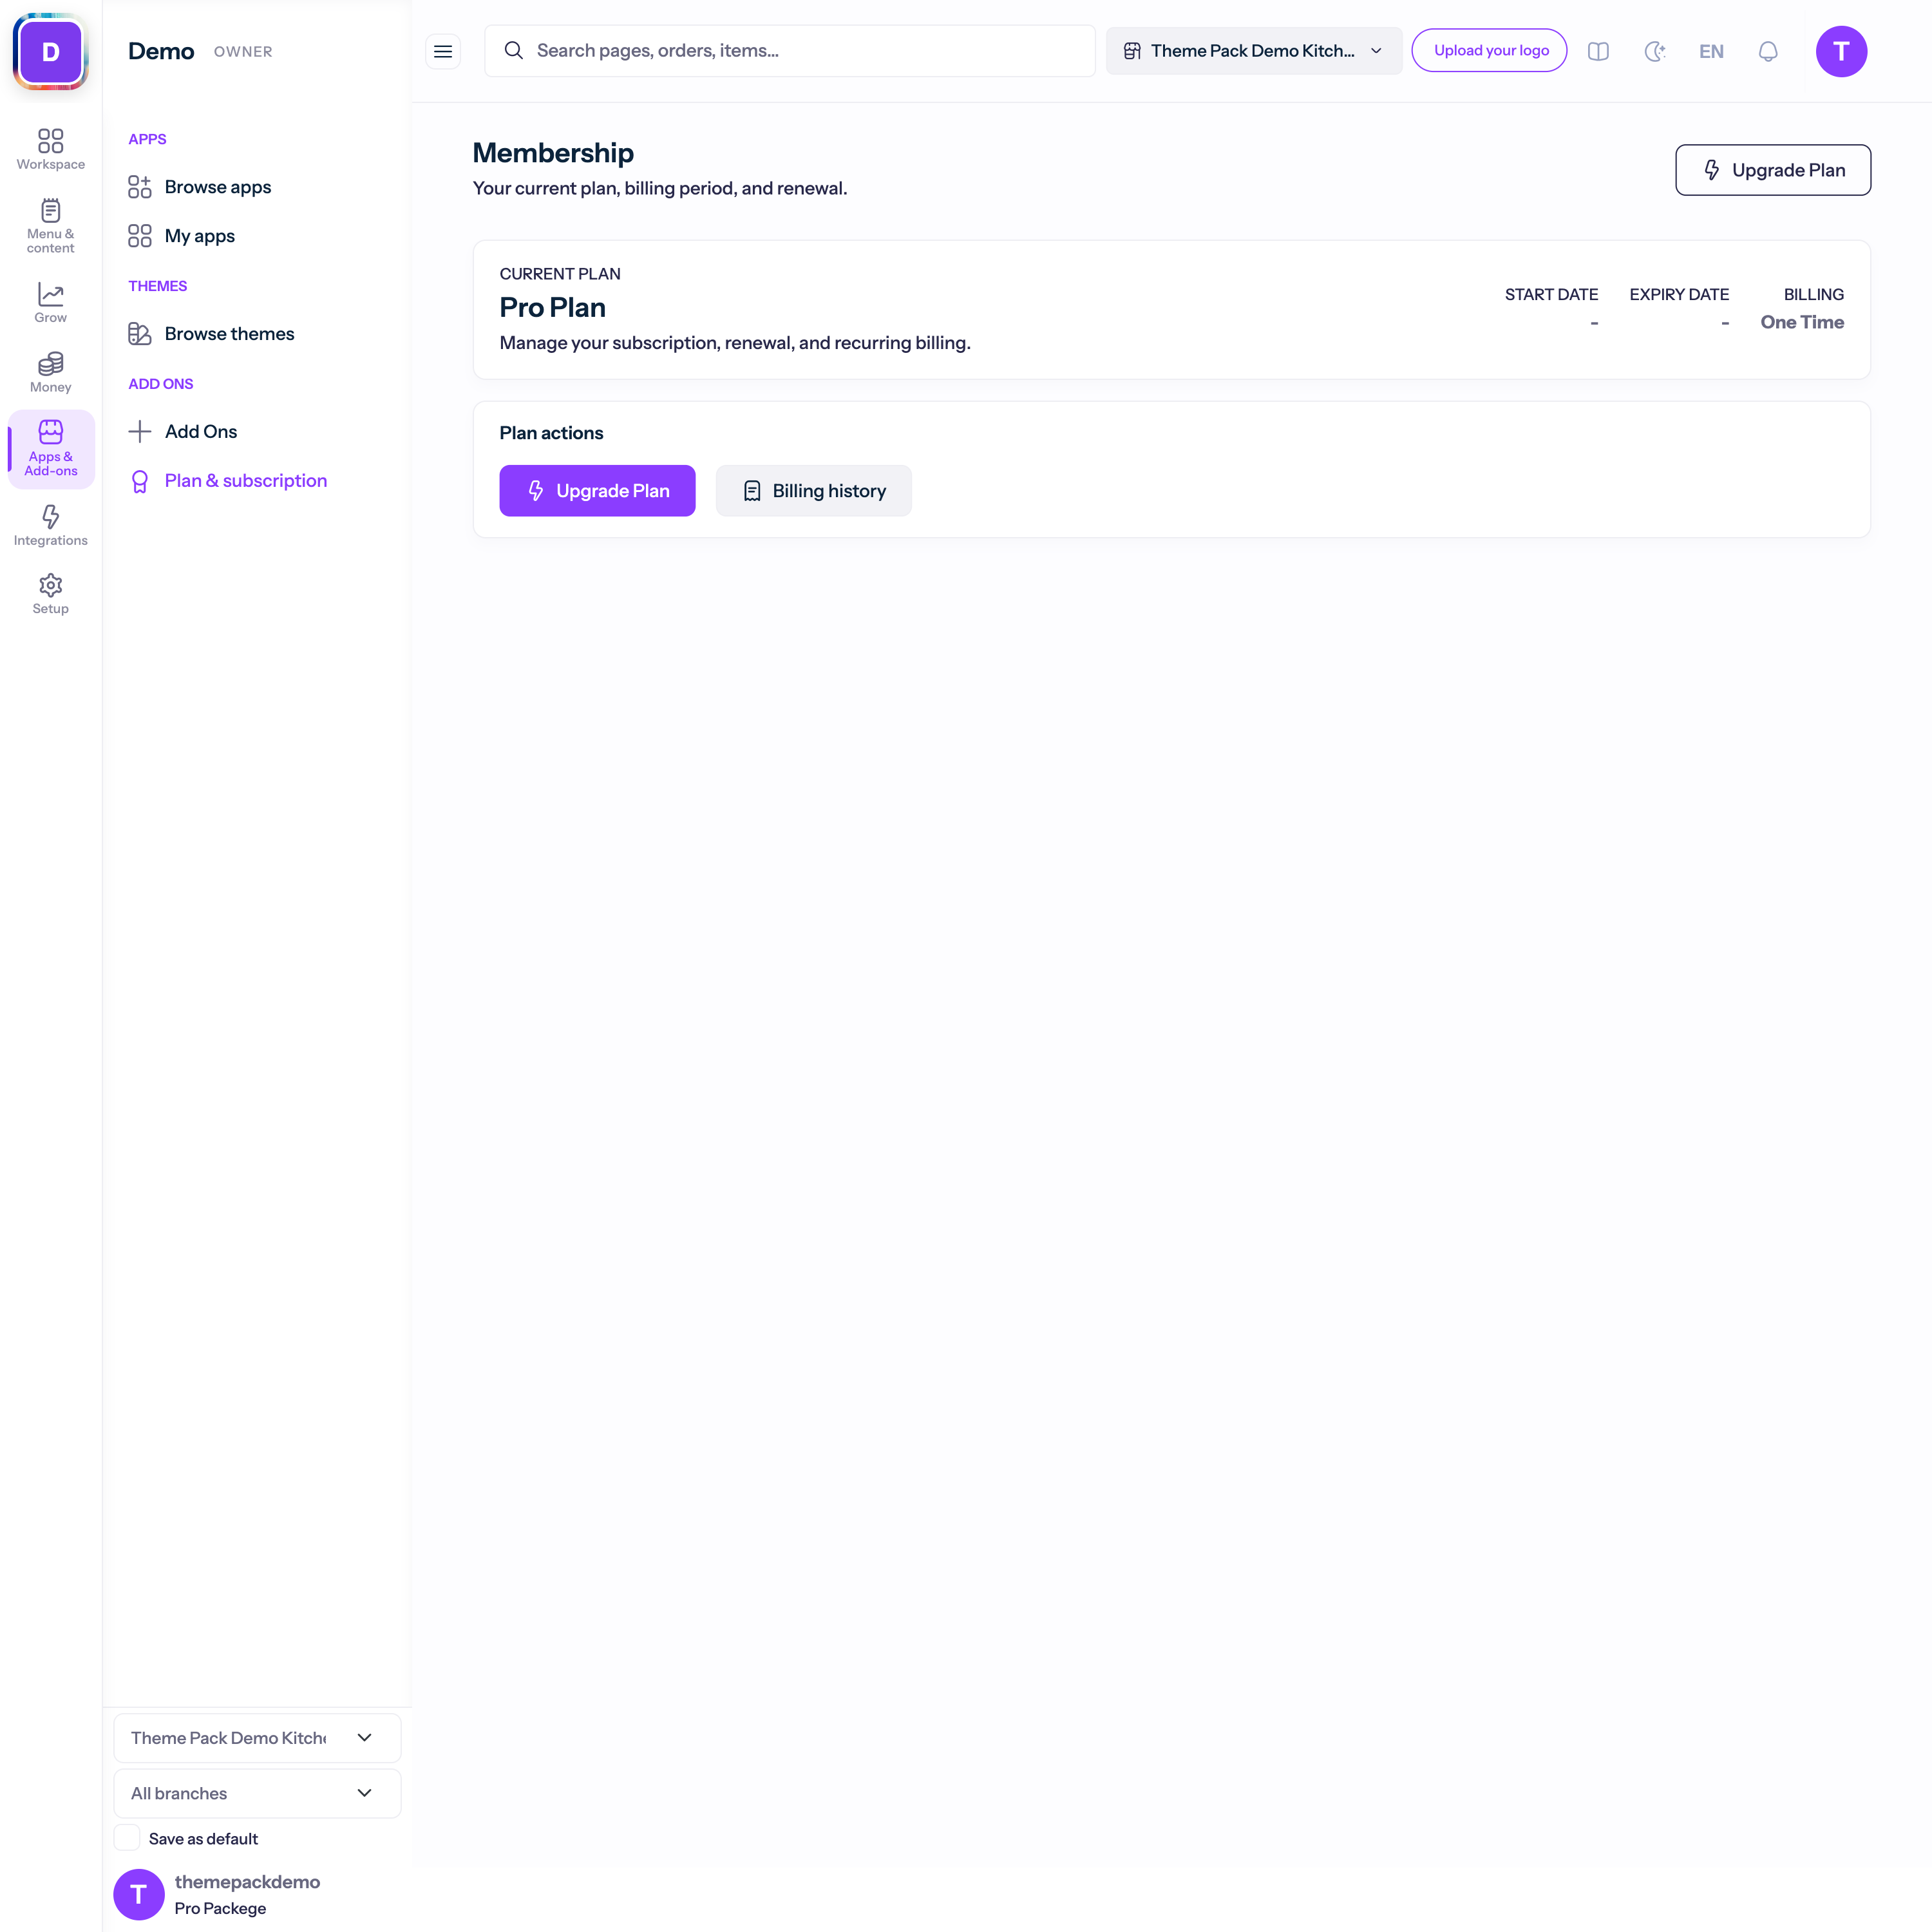 D
Demo OWNER
Search pages, orders, items...
Theme Pack Demo Kitch...
Upload your logo
EN
T
Workspace
Menu &
content
Grow
Money
Apps &
Add-ons
Integrations
Setup
APPS
Browse apps
My apps
THEMES
Browse themes
ADD ONS
Add Ons
Plan & subscription
Membership
Your current plan, billing period, and renewal.
Upgrade Plan
CURRENT PLAN
Pro Plan
Manage your subscription, renewal, and recurring billing.
START DATE
-
EXPIRY DATE
-
BILLING
One Time
Plan actions
Upgrade Plan
Billing history
Theme Pack Demo Kitche
All branches
Save as default
T
themepackdemo
Pro Packege